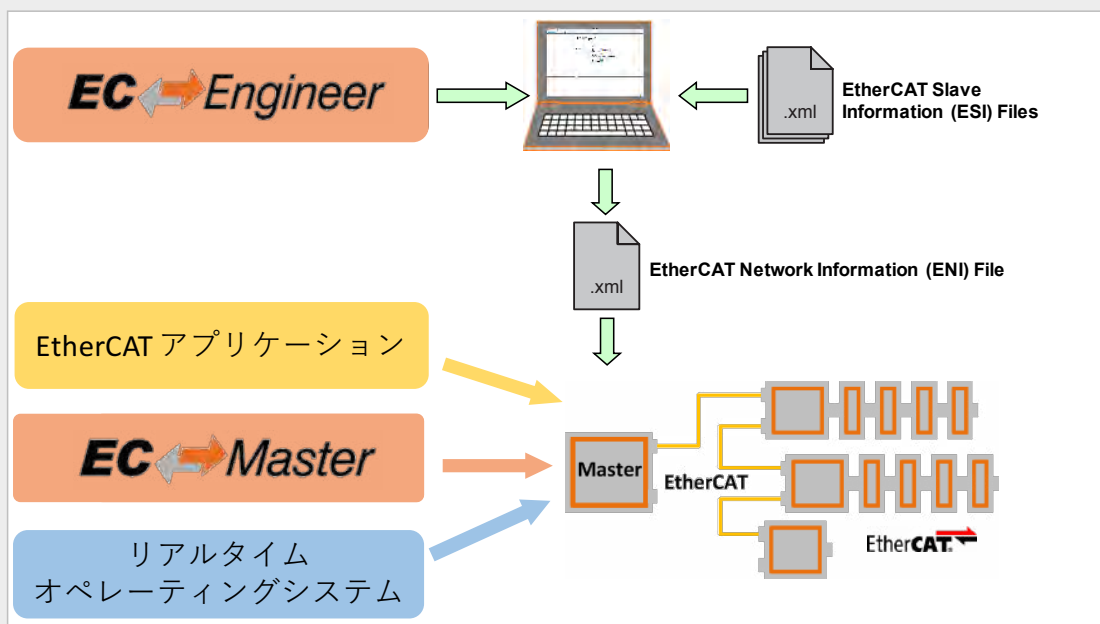 EC Engineer
.xml
EtherCAT Slave
Information (ESI) Files
.xml
EtherCAT Network Information (ENI) File
EtherCAT アプリケーション
EC Master
リアルタイム
オペレーティングシステム
Master
EtherCAT
EtherCAT